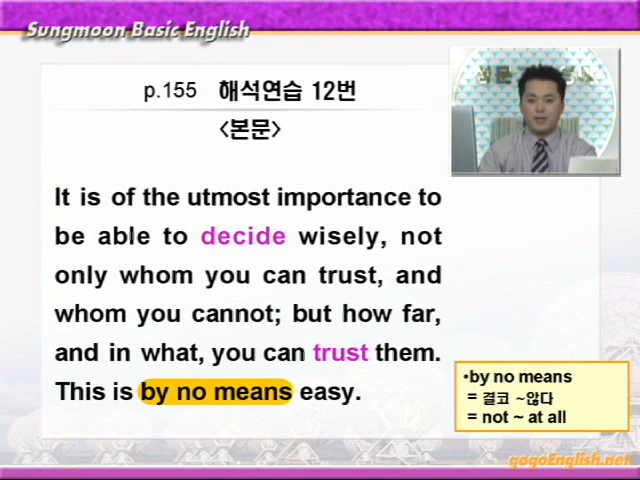 Sungmoon Basic English
p.155 해석연습 12번
<본문>
It is of the utmost importance to
be able to decide wisely, not
only whom you can trust, and
whom you cannot; but how far,
and in what, you can trust them.
This is by no means easy.
•by no means
= 결코 ~않다
= not ~ at all
gogoEnglish.net